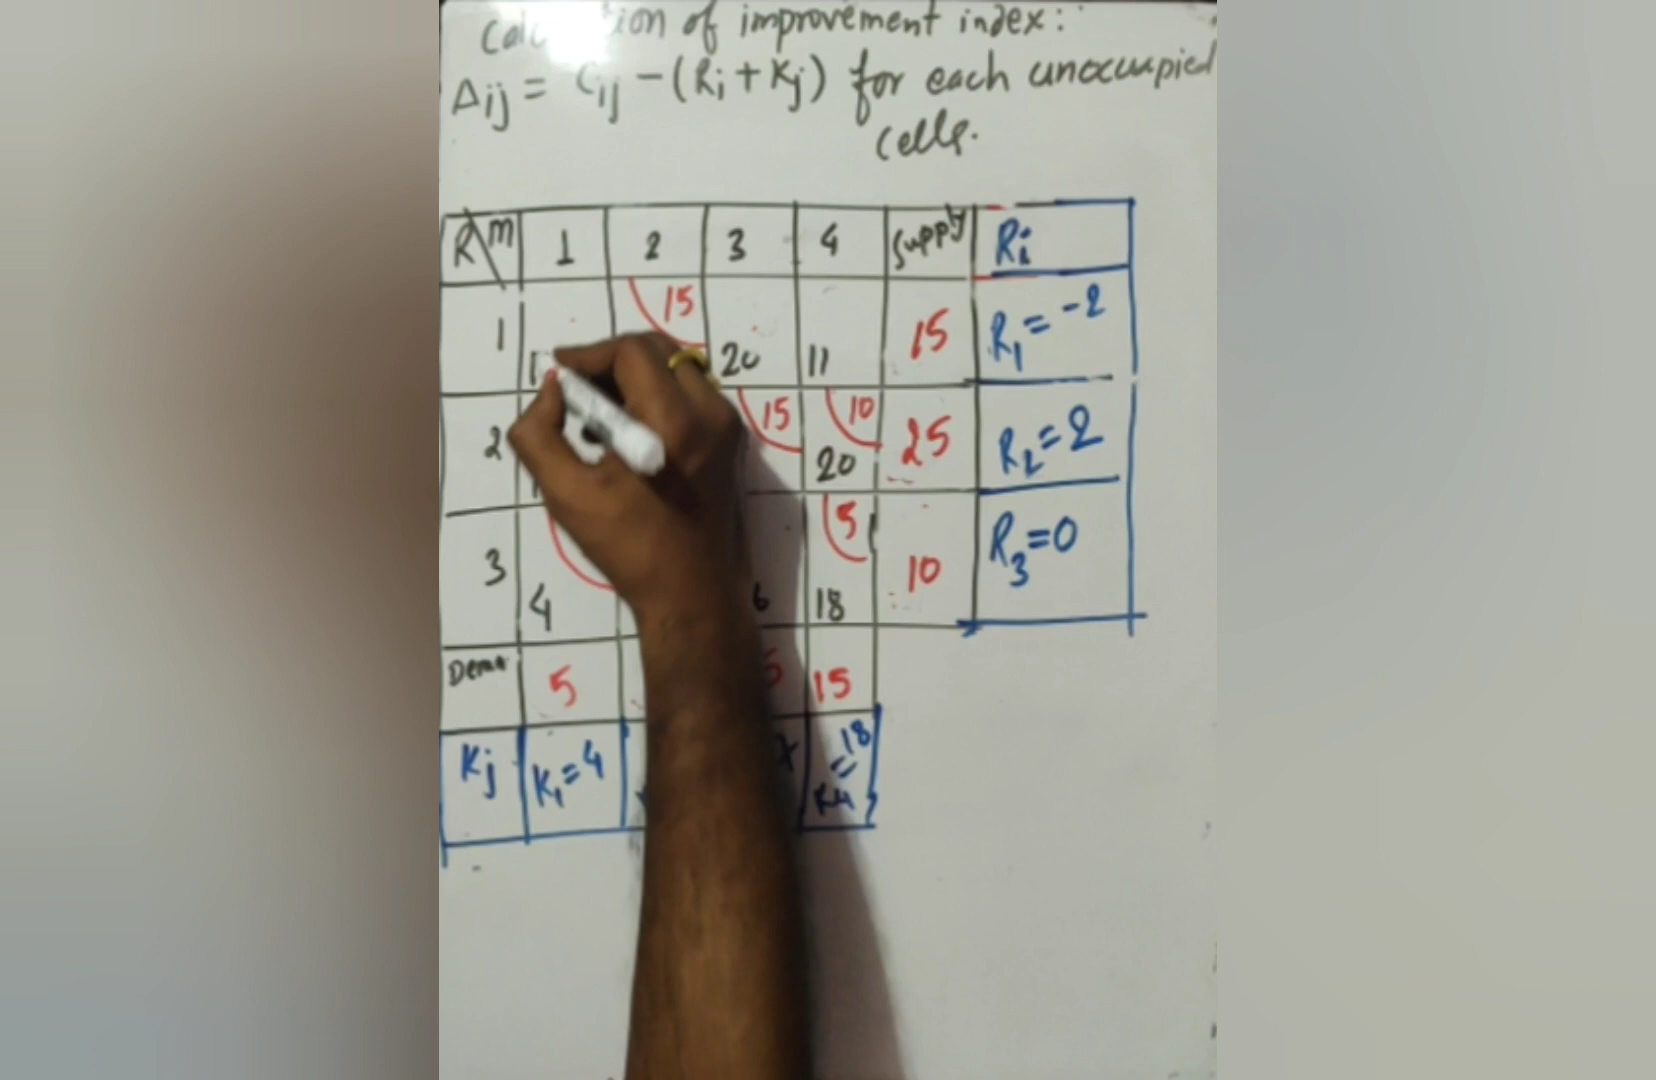 of improvement index:
Δij = Cij - (Ri + Kj) for each unoccupied
cells.
R m 1 2 3 4 Supply Ri
1 15 20 11 15 R1 = -2
2 15 10 20 25 R2 = 2
3 4 5 18 10 R3 = 0
5 15
Kj K1 = 4 K4 = 18